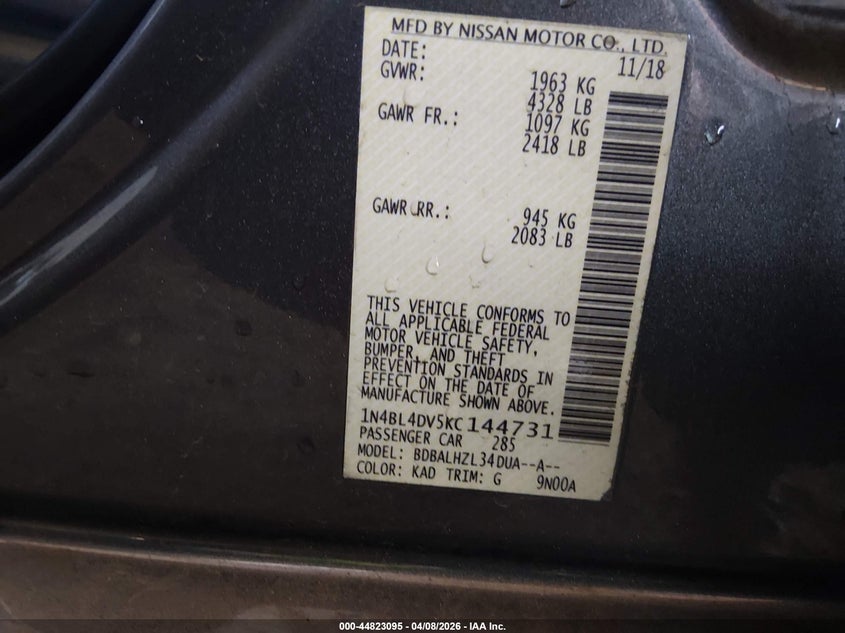 MFD BY NISSAN MOTOR CO., LTD.
DATE: 11/18
GVWR: 1963 KG
4328 LB
GAWR FR.: 1097 KG
2418 LB
GAWR RR.: 945 KG
2083 LB
THIS VEHICLE CONFORMS TO
ALL APPLICABLE FEDERAL
MOTOR VEHICLE SAFETY,
BUMPER, AND THEFT
PREVENTION STANDARDS IN
EFFECT ON THE DATE OF
MANUFACTURE SHOWN ABOVE.
1N4BL4DV5KC144731
PASSENGER CAR 285
MODEL: BDBALHZL34DUA--A--
COLOR: KAD TRIM: G 9N00A
000-44823095 - 04/08/2026 - IAA Inc.